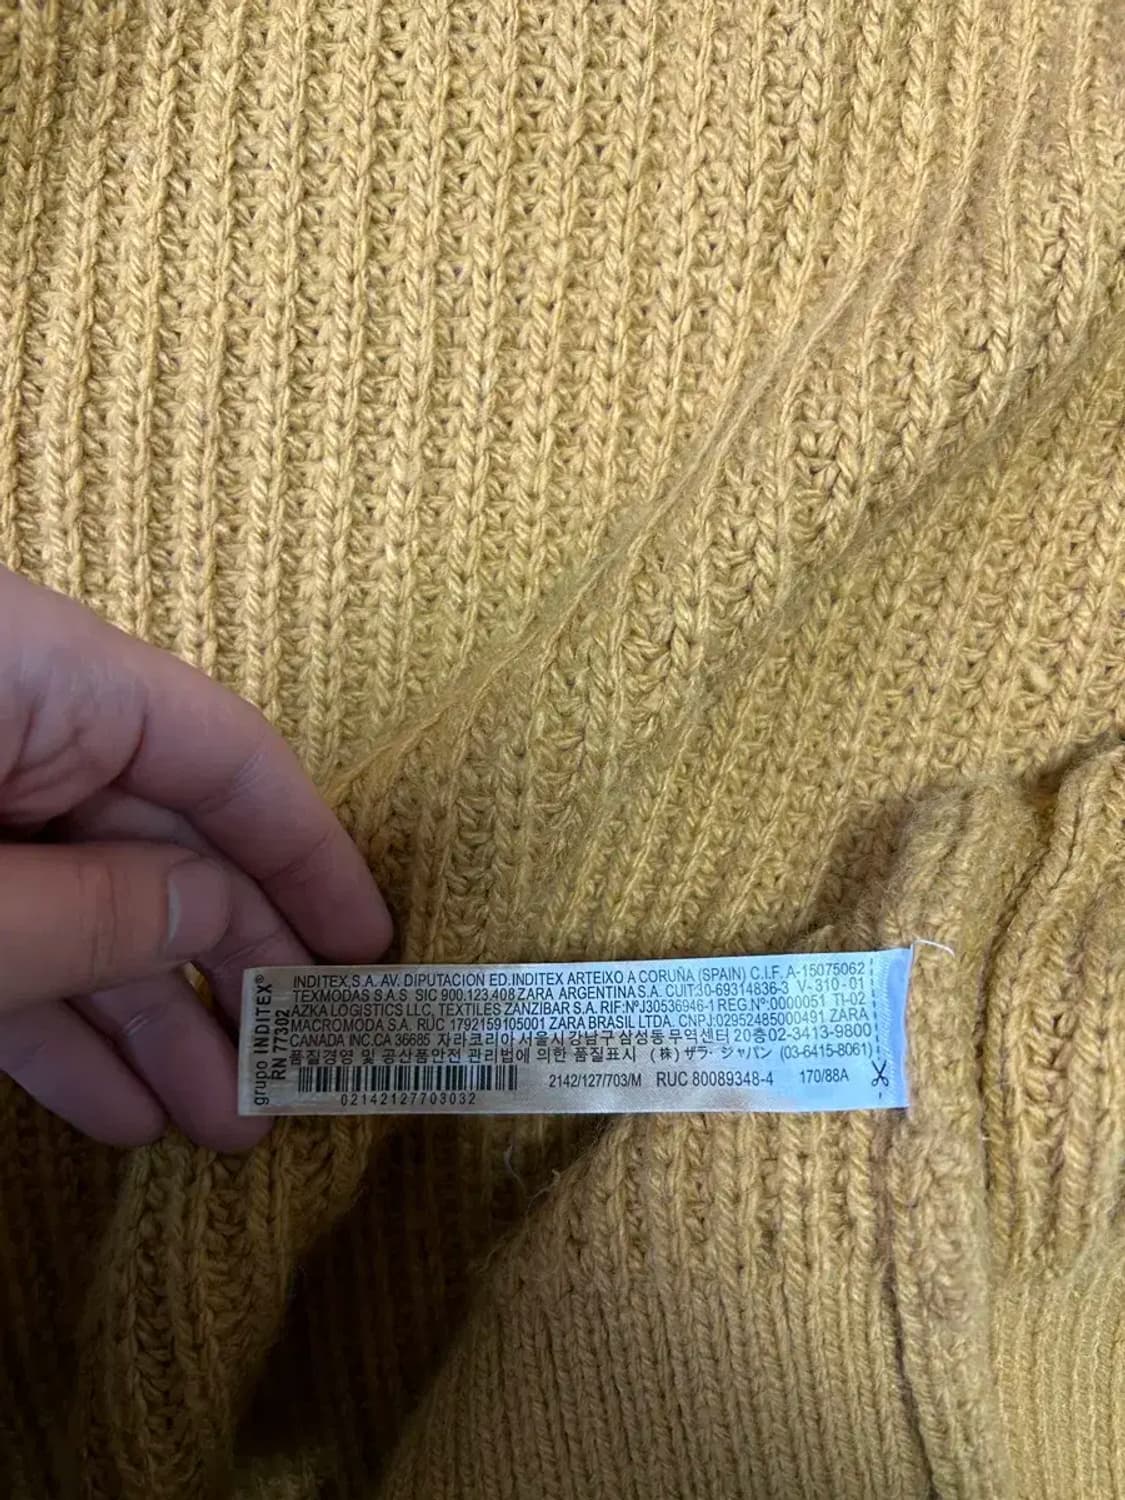 grupo INDITEX®
RN 77302
INDITEX,S.A. AV. DIPUTACION ED.INDITEX ARTEIXO A CORUÑA (SPAIN) C.I.F. A-15075062
TEXMODAS S.A.S SIC 900.123.408 ZARA ARGENTINA S.A. CUIT:30-69314836-3 V-310-01
AZKA LOGISTICS LLC, TEXTILES ZANZIBAR S.A. RIF:NºJ30536946-1 REG.Nº:0000051 TI-02
MACROMODA S.A. RUC 1792159105001 ZARA BRASIL LTDA. CNPJ:02952485000491 ZARA
CANADA INC.CA 36685 자라코리아 서울시 강남구 삼성동 무역센터 20층02-3413-9800
품질경영 및 공산품안전 관리법에 의한 품질표시 (株) ザラ・ジャパン (03-6415-8061)
2142/127/703/M RUC 80089348-4 170/88A
02142127703032